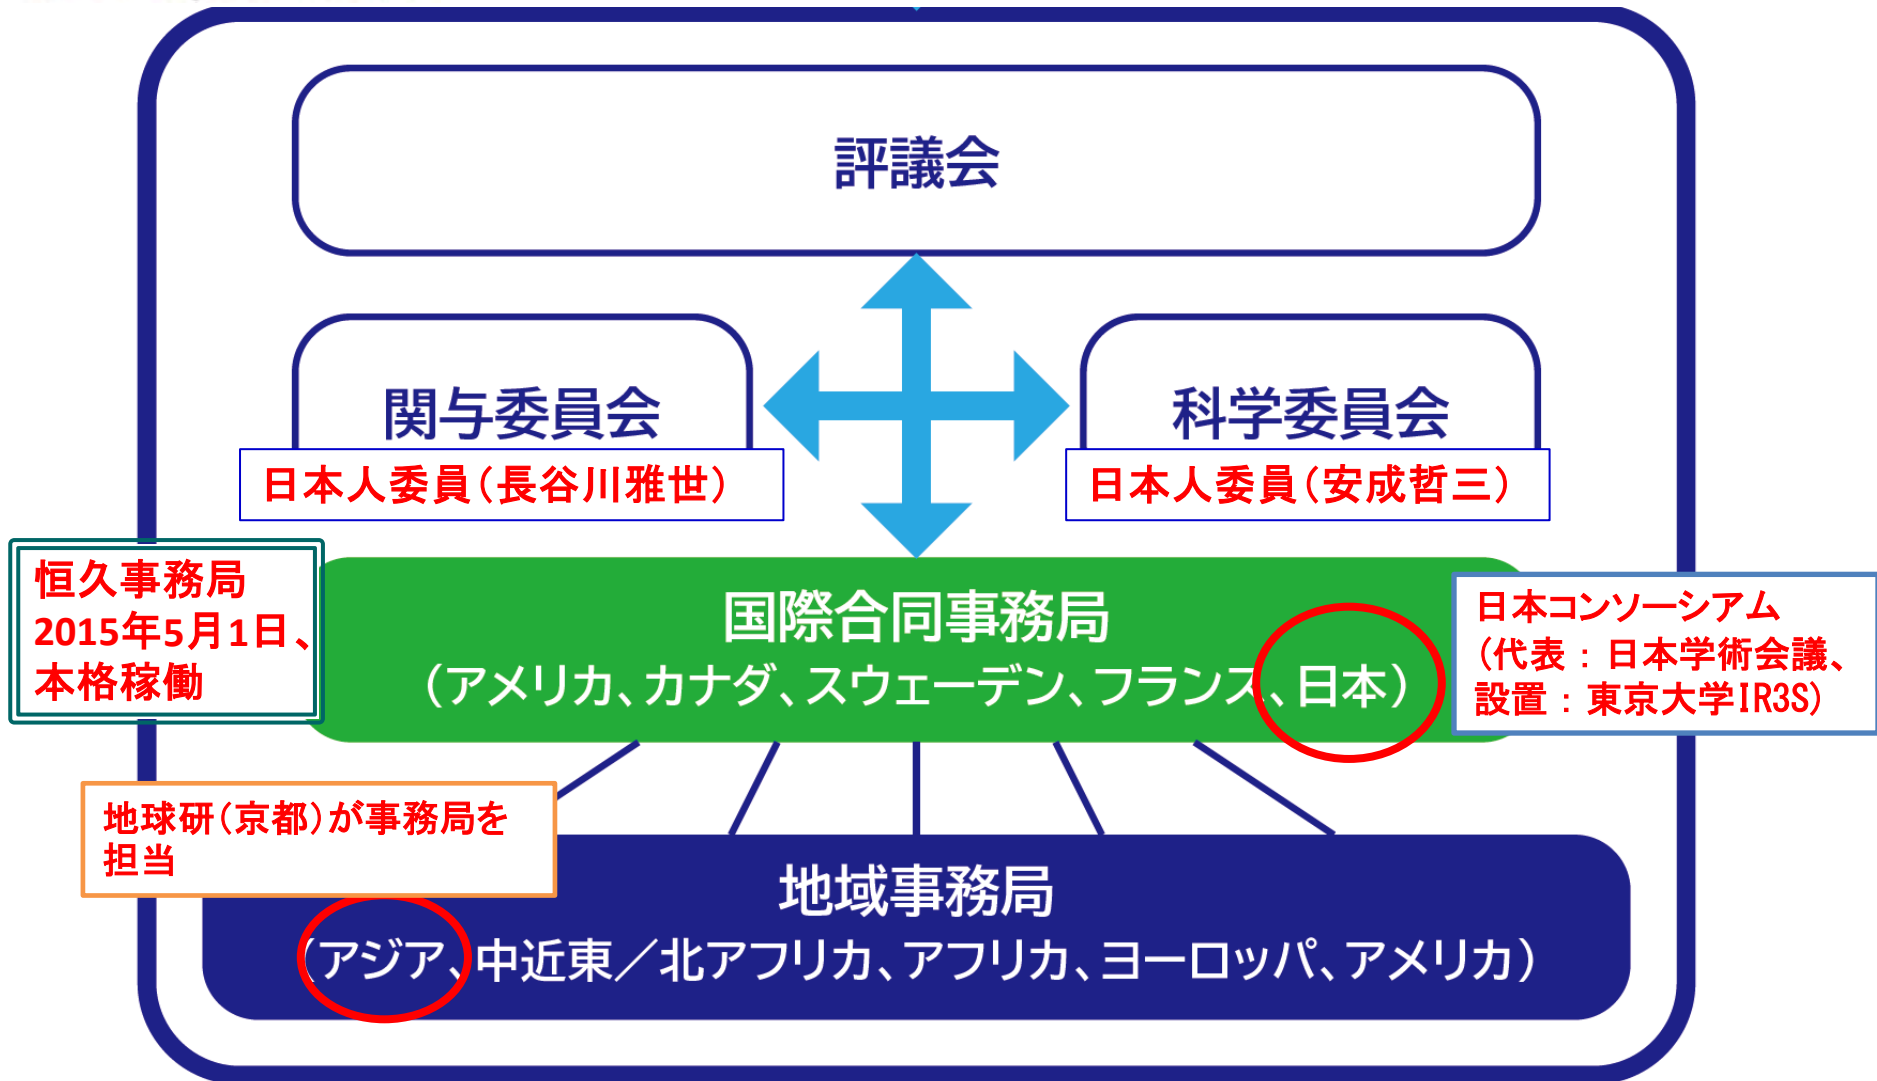 評議会
関与委員会
科学委員会
日本人委員(長谷川雅世)
日本人委員(安成哲三)
恒久事務局
2015年5月1日、
本格稼働
国際合同事務局
(アメリカ、カナダ、スウェーデン、フランス、日本)
日本コンソーシアム
(代表：日本学術会議、
設置：東京大学IR3S)
地球研(京都)が事務局を
担当
地域事務局
(アジア、中近東／北アフリカ、アフリカ、ヨーロッパ、アメリカ)